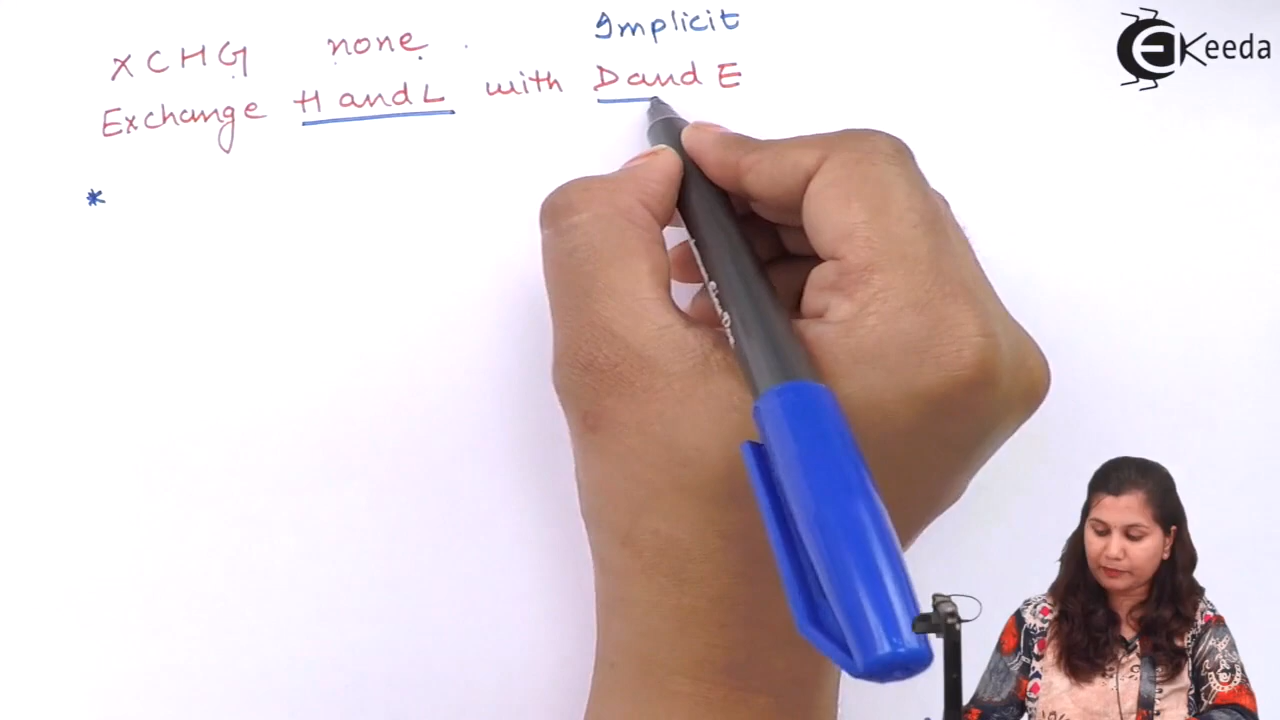 Implicit
XCHG none.
Exchange H and L with D and E
*
EKeeda